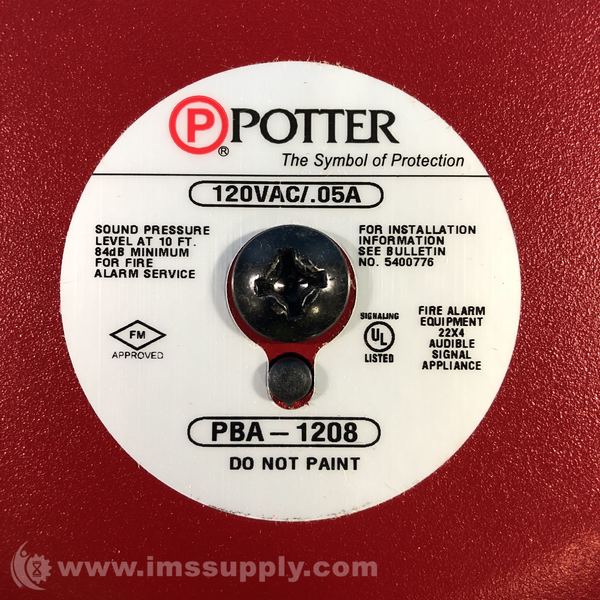 P POTTER
®
The Symbol of Protection
120VAC/.05A
SOUND PRESSURE
LEVEL AT 10 FT.
84dB MINIMUM
FOR FIRE
ALARM SERVICE
FOR INSTALLATION
INFORMATION
SEE BULLETIN
NO. 5400776
FM
APPROVED
SIGNALING
UL
LISTED
FIRE ALARM
EQUIPMENT
22X4
AUDIBLE
SIGNAL
APPLIANCE
PBA – 1208
DO NOT PAINT
www.imssupply.com